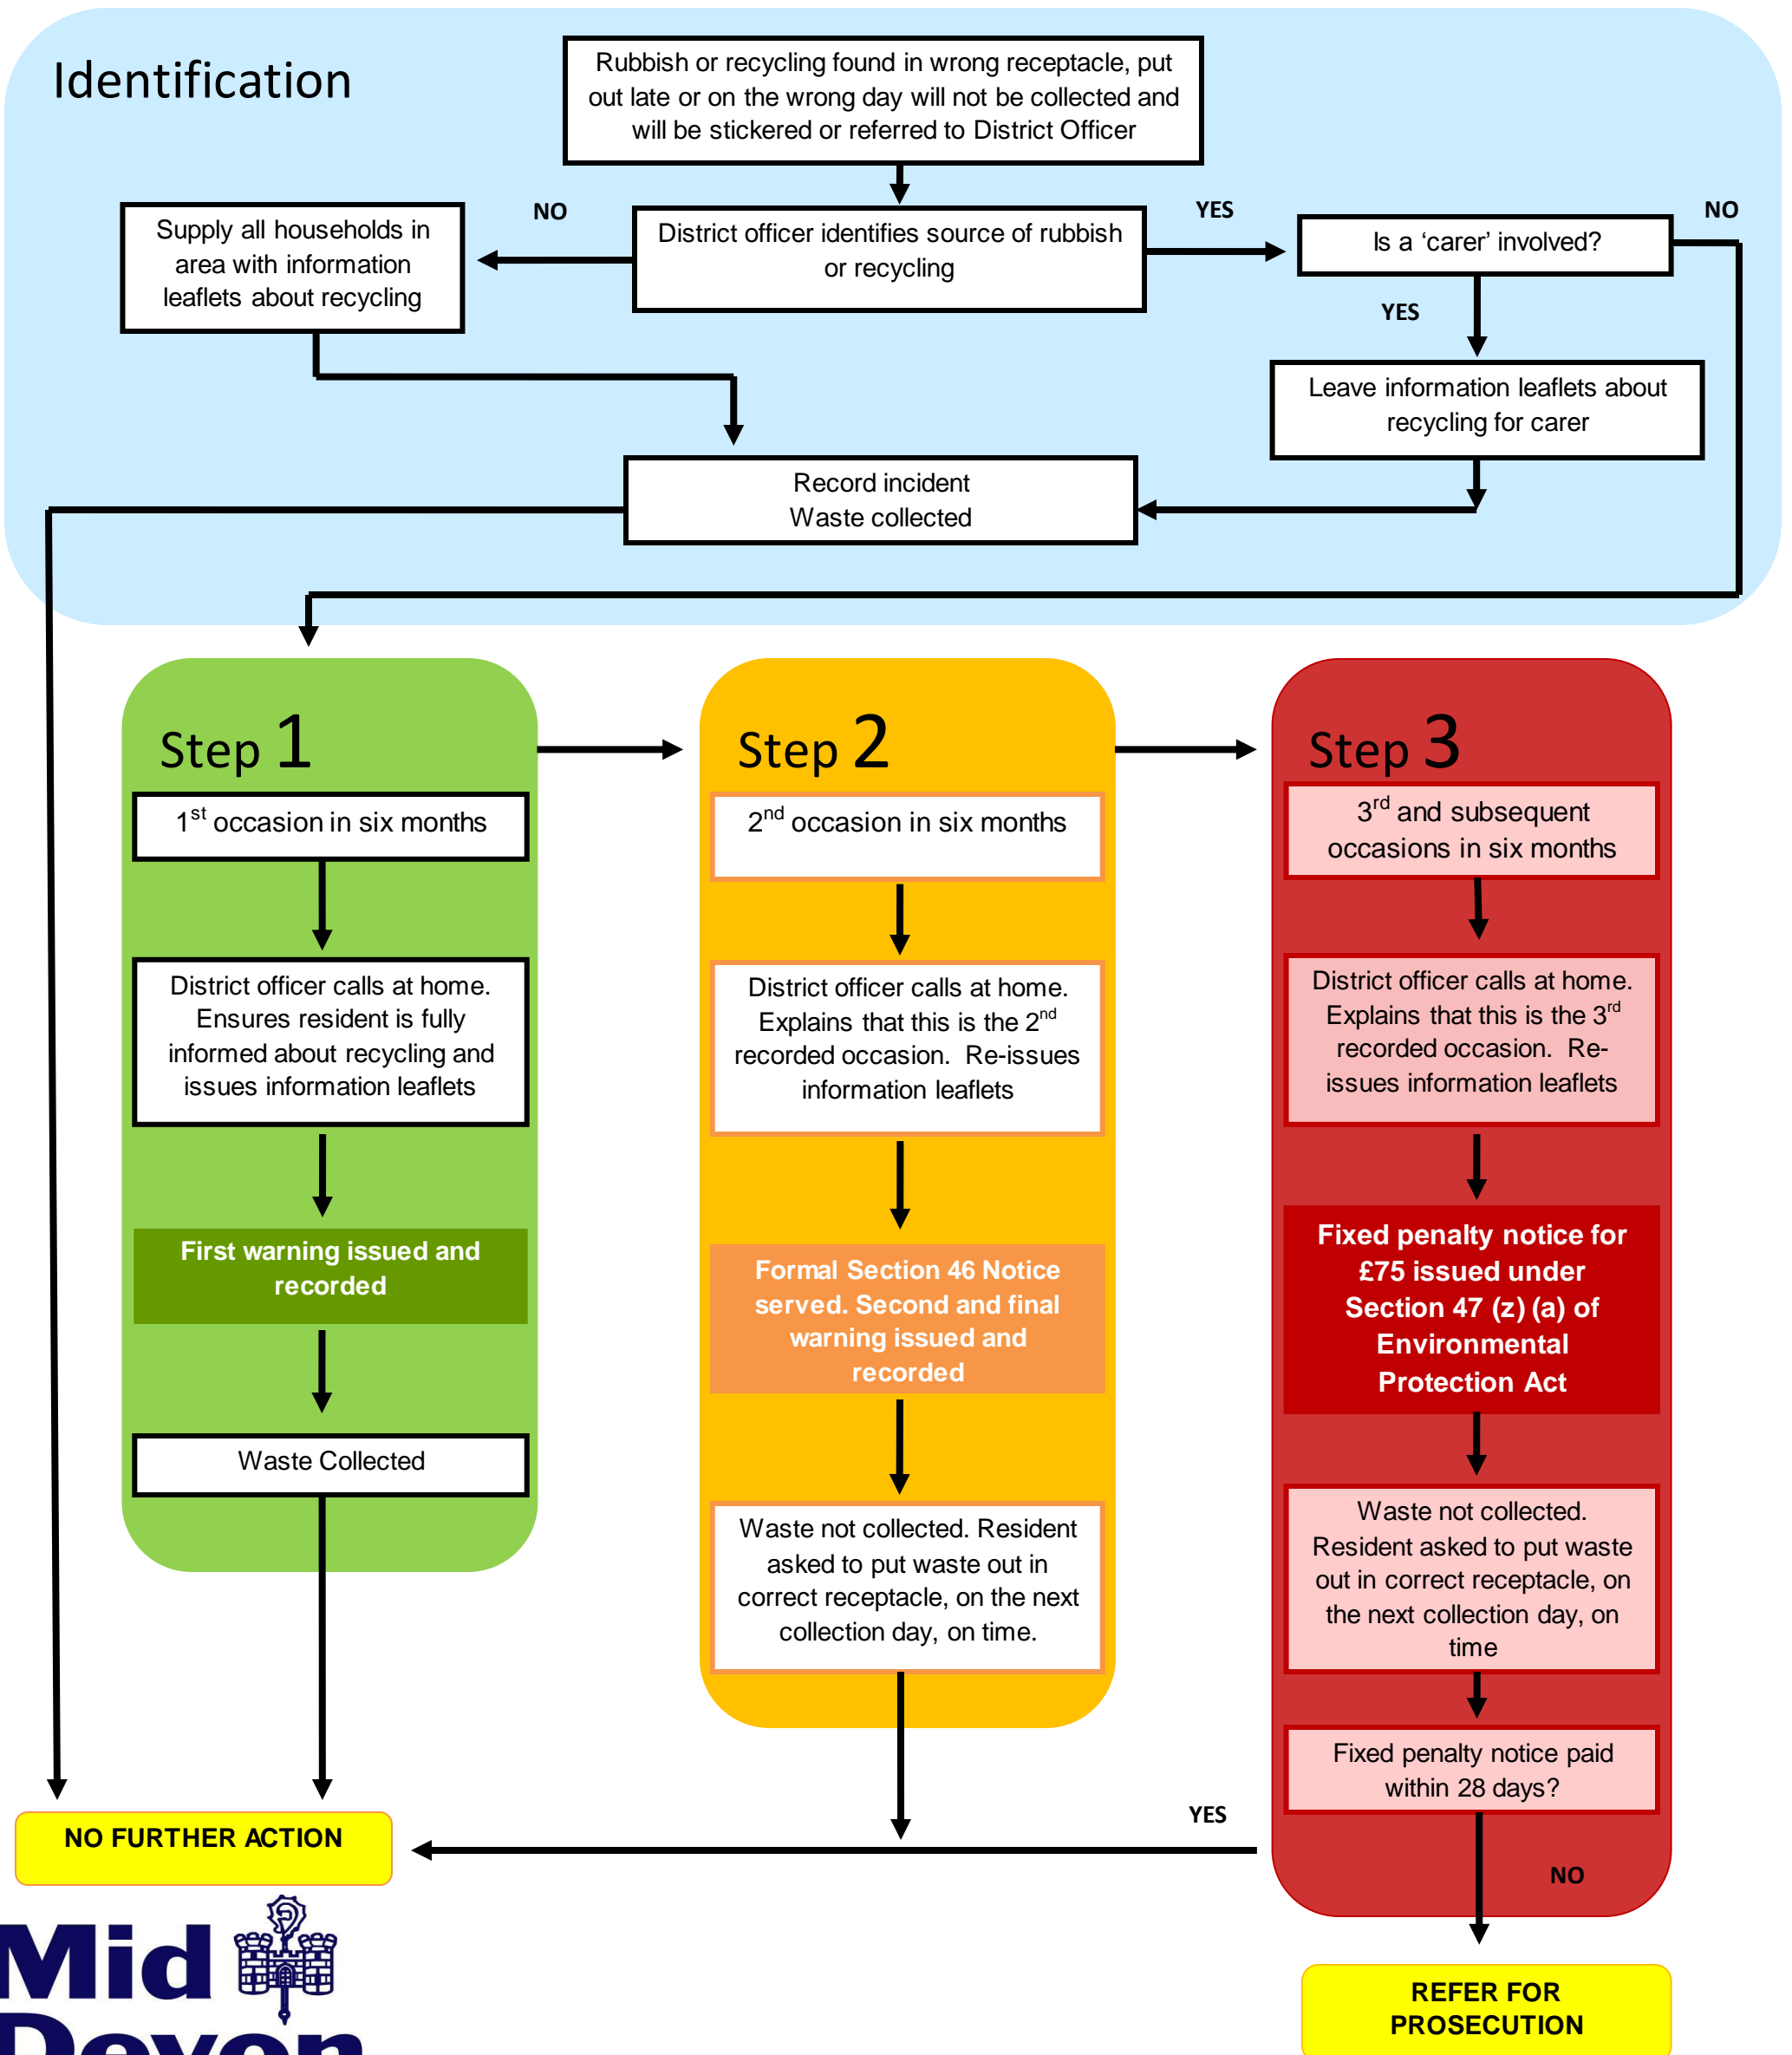 Identification
Rubbish or recycling found in wrong receptacle, put
out late or on the wrong day will not be collected and
will be stickered or referred to District Officer
NO
YES
NO
Supply all households in
area with information
leaflets about recycling
District officer identifies source of rubbish
or recycling
Is a ‘carer’ involved?
YES
Leave information leaflets about
recycling for carer
Record incident
Waste collected
Step 1
1st occasion in six months
District officer calls at home.
Ensures resident is fully
informed about recycling and
issues information leaflets
First warning issued and
recorded
Waste Collected
Step 2
2nd occasion in six months
District officer calls at home.
Explains that this is the 2nd
recorded occasion.  Re-issues
information leaflets
Formal Section 46 Notice
served. Second and final
warning issued and
recorded
Waste not collected. Resident
asked to put waste out in
correct receptacle, on the next
collection day, on time.
Step 3
3rd and subsequent
occasions in six months
District officer calls at home.
Explains that this is the 3rd
recorded occasion.  Re-
issues information leaflets
Fixed penalty notice for
£75 issued under
Section 47 (z) (a) of
Environmental
Protection Act
Waste not collected.
Resident asked to put waste
out in correct receptacle, on
the next collection day, on
time
Fixed penalty notice paid
within 28 days?
YES
NO
NO FURTHER ACTION
REFER FOR
PROSECUTION
Mid
Devon